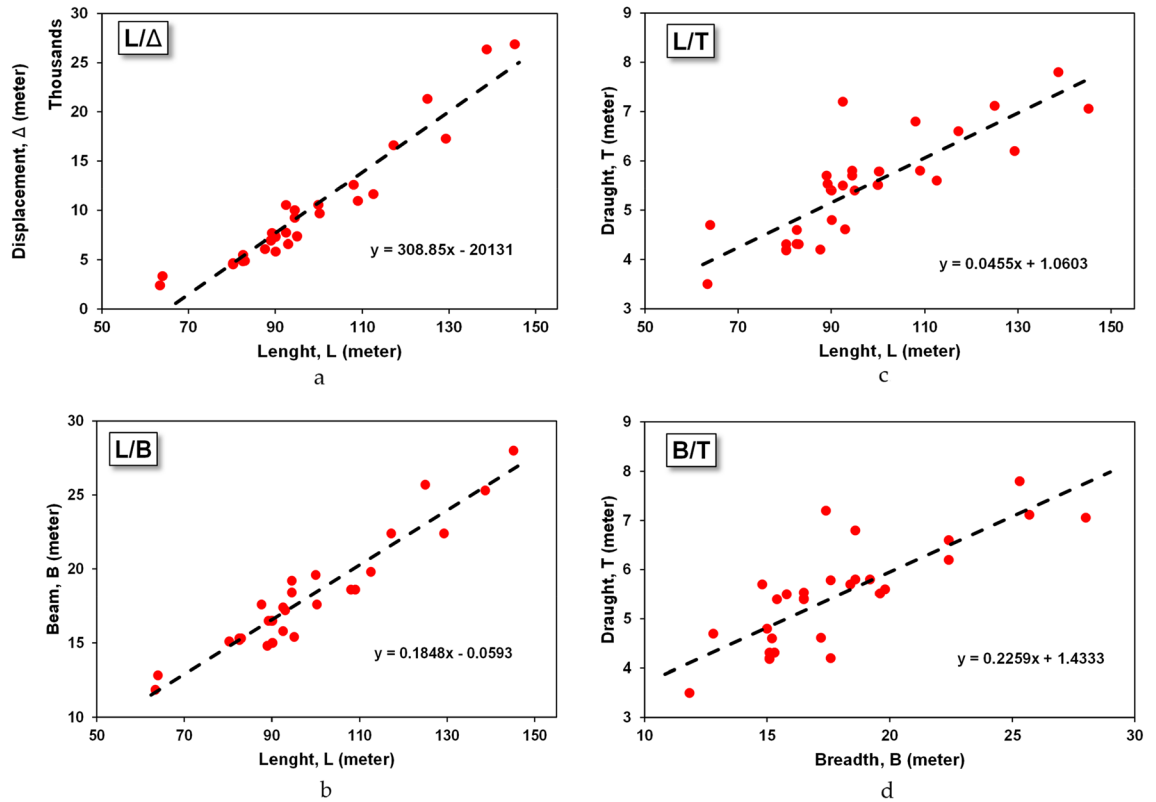 L/Δ
Thousands
Displacement, Δ (meter)
30
25
20
15
10
5
0
y = 308.85x - 20131
50
70
90
110
130
150
Lenght, L (meter)
a
L/T
Draught, T (meter)
9
8
7
6
5
4
3
y = 0.0455x + 1.0603
50
70
90
110
130
150
Lenght, L (meter)
c
L/B
Beam, B (meter)
30
25
20
15
10
y = 0.1848x - 0.0593
50
70
90
110
130
150
Lenght, L (meter)
b
B/T
Draught, T (meter)
9
8
7
6
5
4
3
y = 0.2259x + 1.4333
10
15
20
25
30
Breadth, B (meter)
d